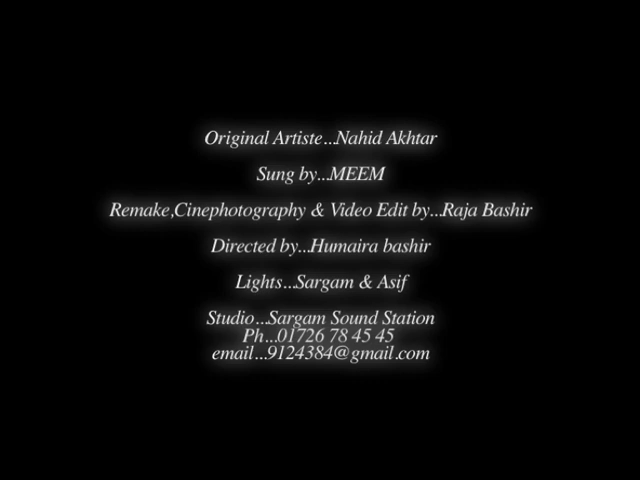 Original Artiste...Nahid Akhtar
Sung by...MEEM
Remake,Cinephotography & Video Edit by...Raja Bashir
Directed by...Humaira bashir
Lights...Sargam & Asif
Studio...Sargam Sound Station
Ph...01726 78 45 45
email...9124384@gmail.com